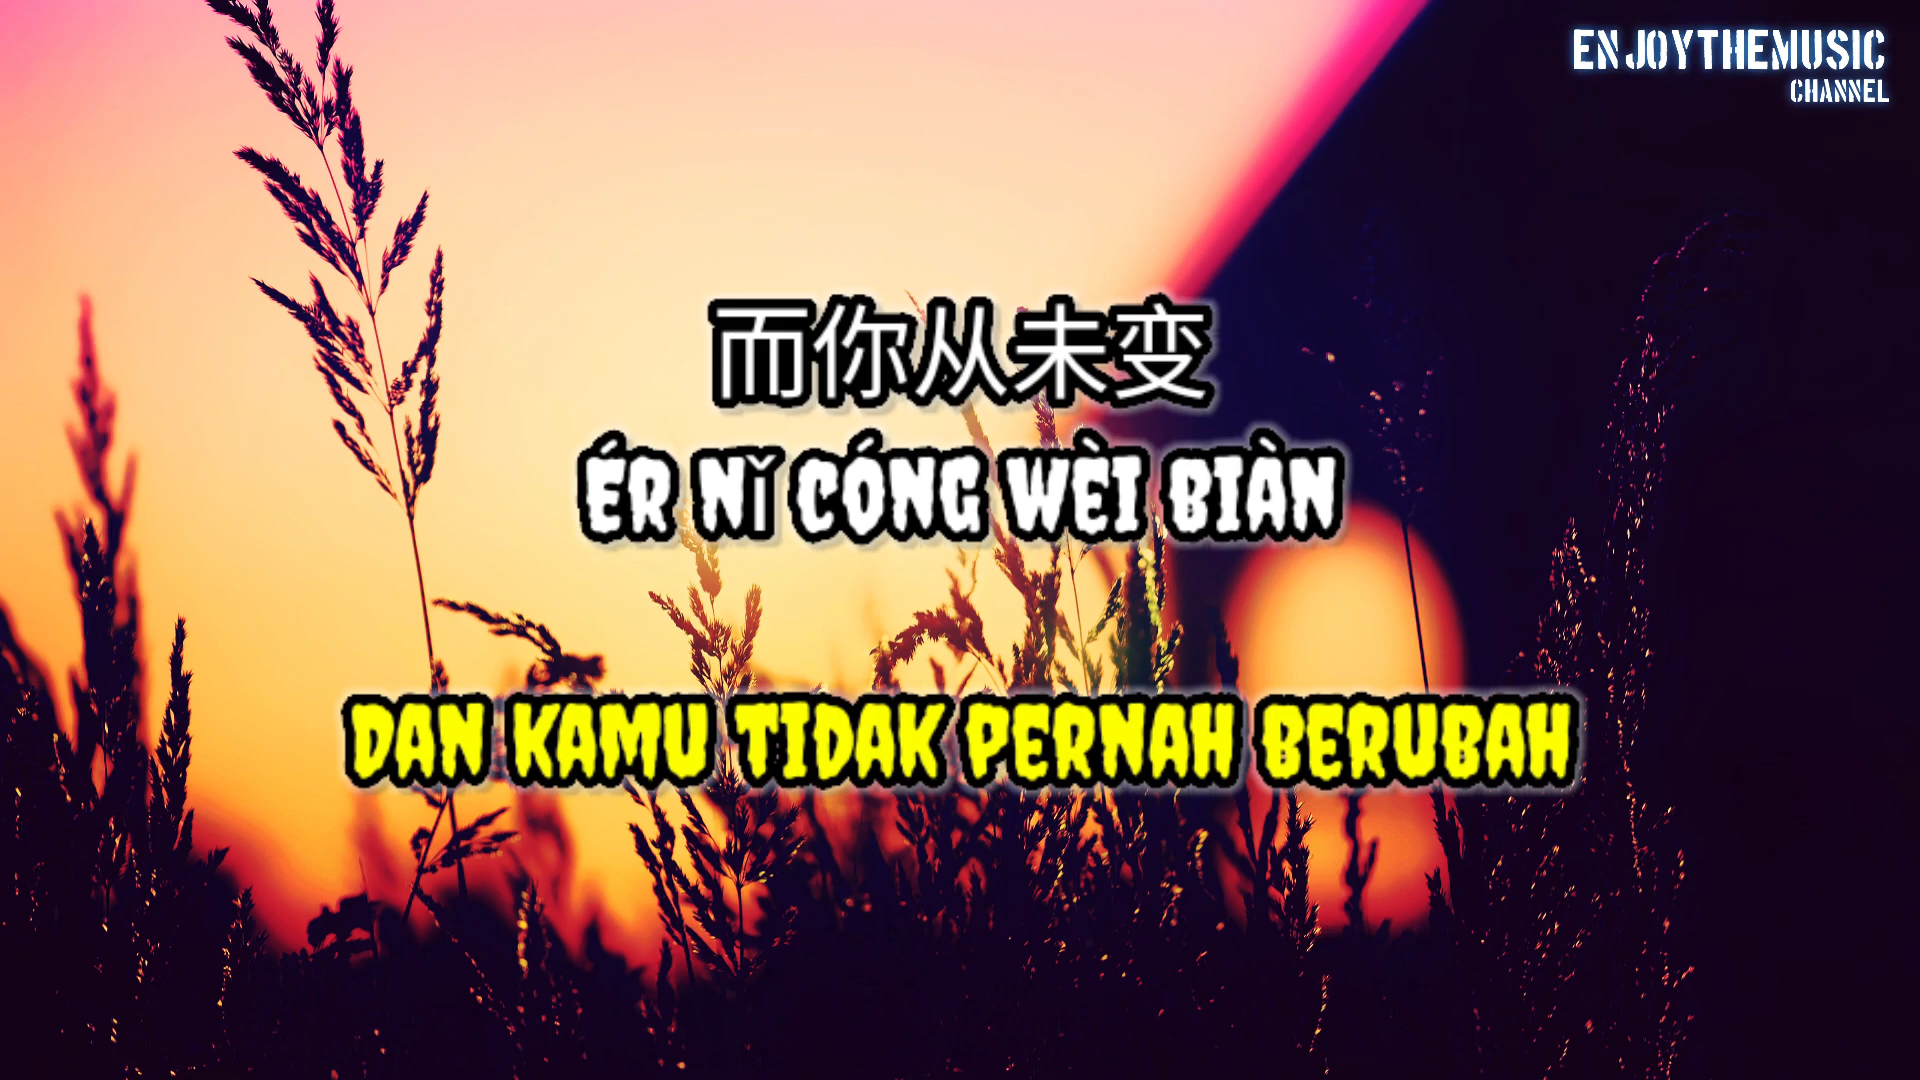 ENJOYTHEMUSIC
CHANNEL
而你从未变
ÉR NǏ CÓNG WÈI BIÀN
DAN KAMU TIDAK PERNAH BERUBAH